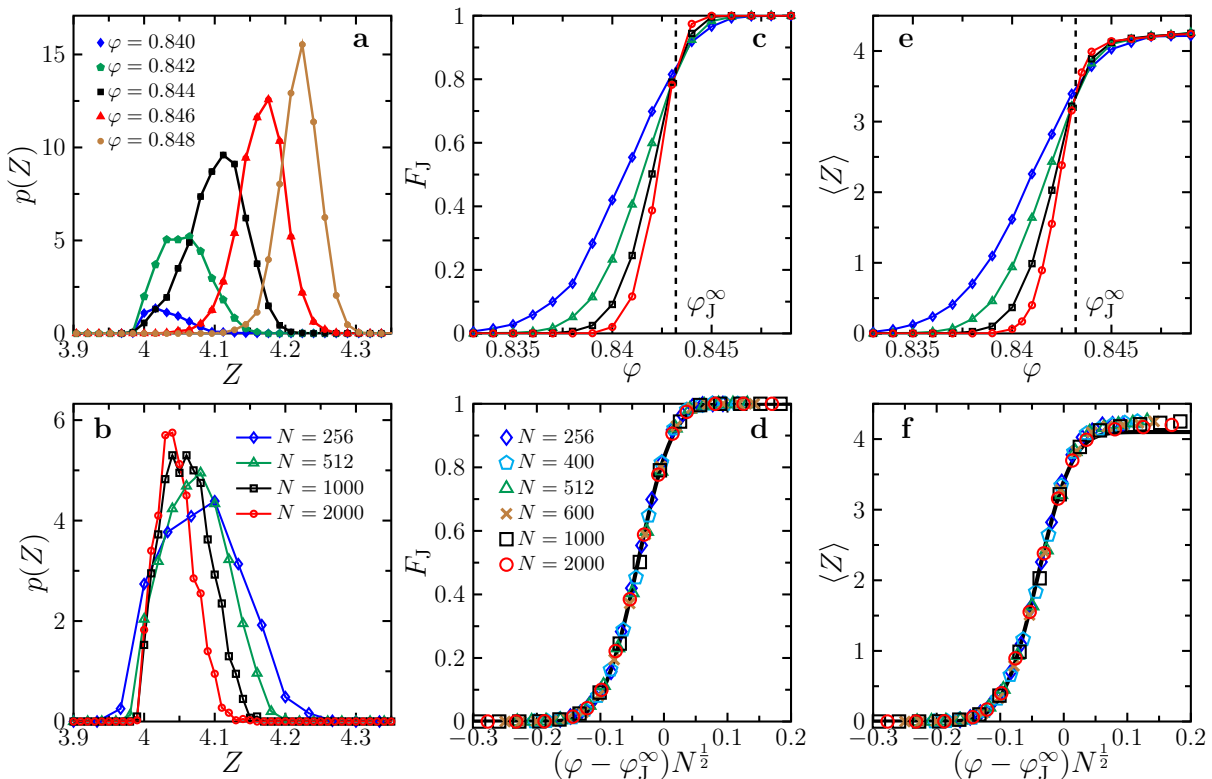 a
φ = 0.840
φ = 0.842
φ = 0.844
φ = 0.846
φ = 0.848
p(Z)
15
10
5
0
3.9 4 4.1 4.2 4.3
Z
c
F_J
1
0.8
0.6
0.4
0.2
0
φ_J^∞
0.835 0.84 0.845
φ
e
⟨Z⟩
4
3
2
1
0
φ_J^∞
0.835 0.84 0.845
φ
b
N = 256
N = 512
N = 1000
N = 2000
p(Z)
6
4
2
0
3.9 4 4.1 4.2 4.3
Z
d
N = 256
N = 400
N = 512
N = 600
N = 1000
N = 2000
F_J
1
0.8
0.6
0.4
0.2
0
−0.3 −0.2 −0.1 0 0.1 0.2
(φ − φ_J^∞)N^{1/2}
f
⟨Z⟩
4
3
2
1
0
−0.3 −0.2 −0.1 0 0.1 0.2
(φ − φ_J^∞)N^{1/2}